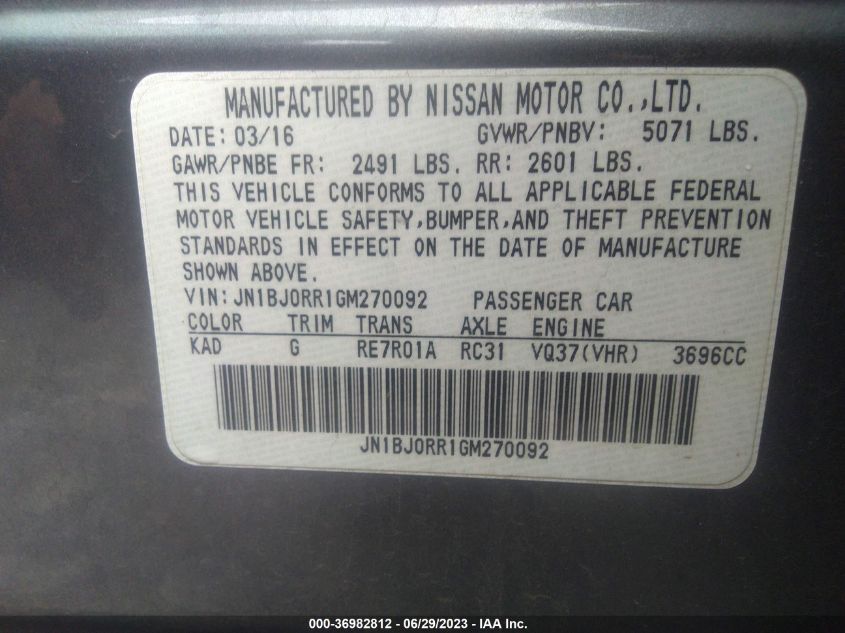 MANUFACTURED BY NISSAN MOTOR CO.,LTD.
DATE: 03/16 GVWR/PNBV: 5071 LBS.
GAWR/PNBE FR: 2491 LBS. RR: 2601 LBS.
THIS VEHICLE CONFORMS TO ALL APPLICABLE FEDERAL
MOTOR VEHICLE SAFETY,BUMPER,AND THEFT PREVENTION
STANDARDS IN EFFECT ON THE DATE OF MANUFACTURE
SHOWN ABOVE.
VIN: JN1BJ0RR1GM270092 PASSENGER CAR
COLOR TRIM TRANS AXLE ENGINE
KAD G RE7R01A RC31 VQ37(VHR) 3696CC
JN1BJ0RR1GM270092
000-36982812 - 06/29/2023 - IAA Inc.